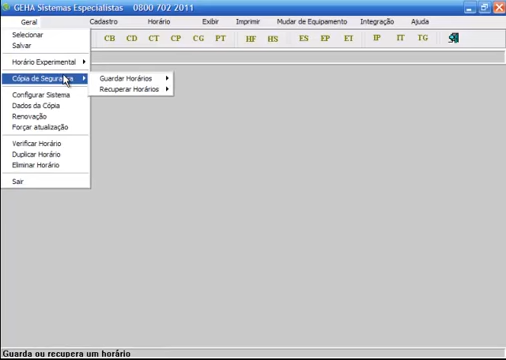 GEHA Sistemas Especialistas 0800 702 2011
Geral Cadastro Horário Exibir Imprimir Mudar de Equipamento Integração Ajuda
CB CD CT CP CG PT HF HS ES EP ET IP IT TG
Selecionar
Salvar
Horário Experimental
Cópia de Segurança
Guardar Horários
Recuperar Horários
Configurar Sistema
Dados da Cópia
Renovação
Forçar atualização
Verificar Horário
Duplicar Horário
Eliminar Horário
Sair
Guarda ou recupera um horário